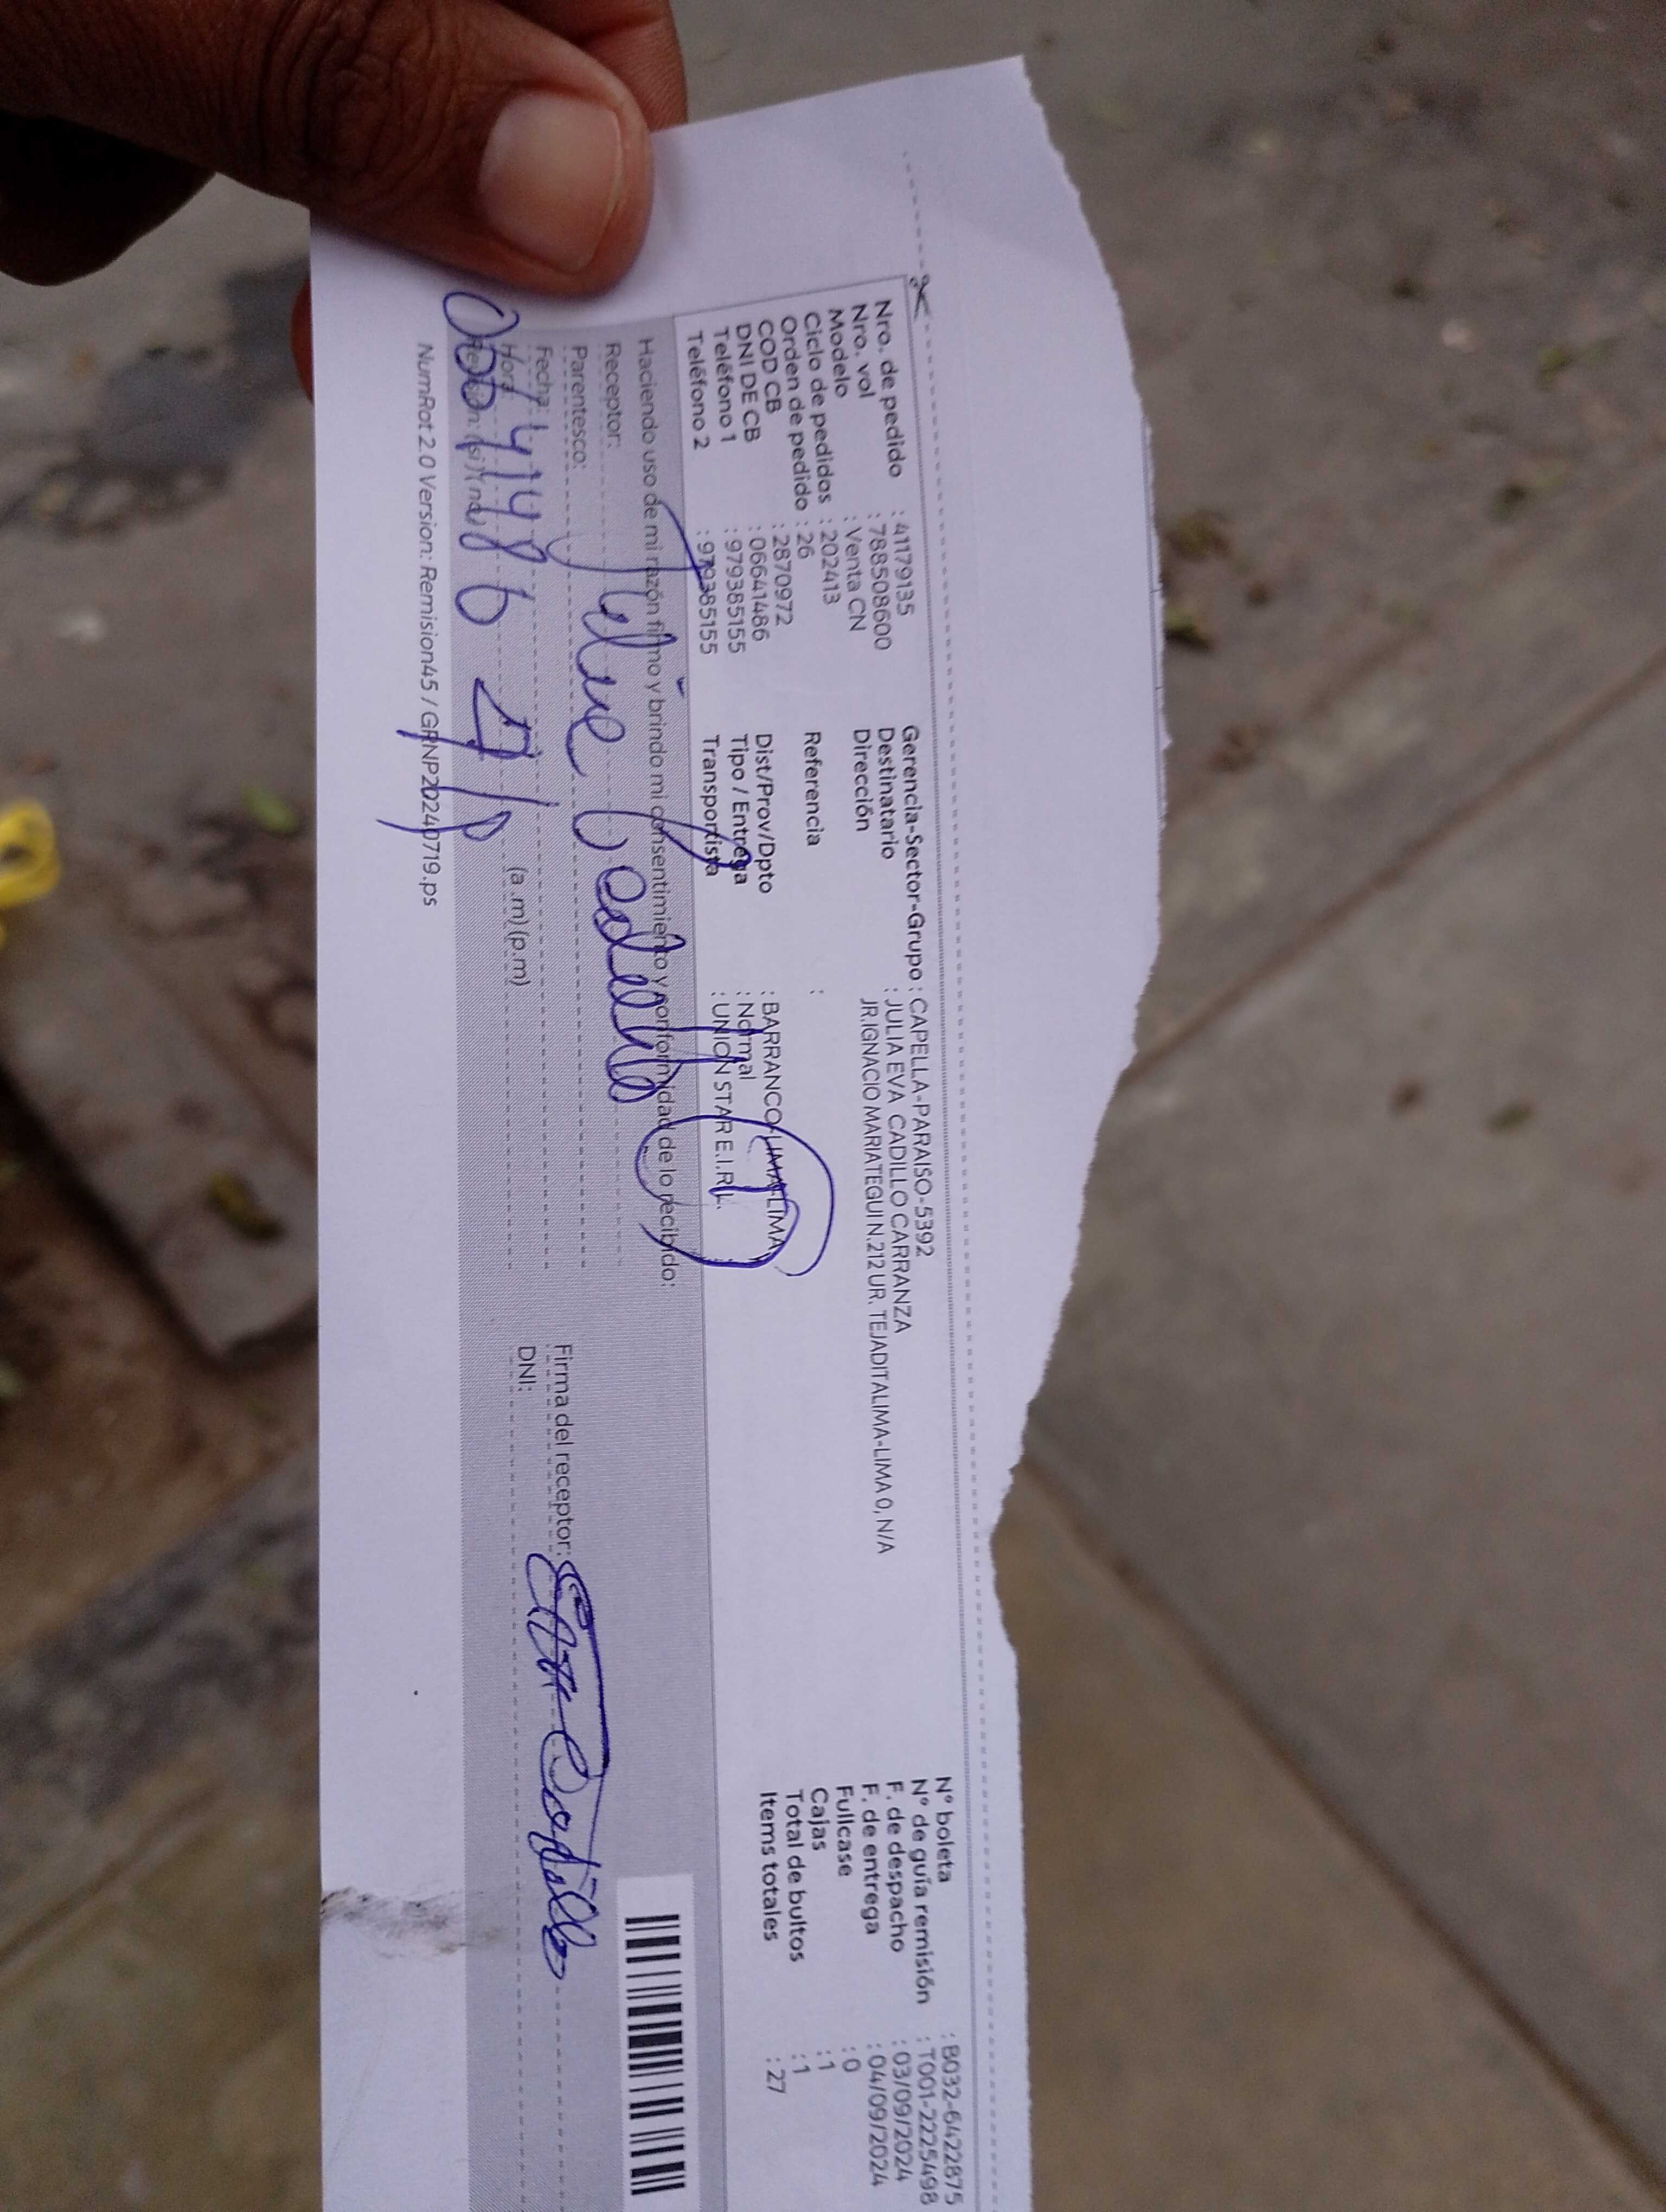 Nro. de pedido : 41179135
Nro. vol : 788508600
Modelo : Venta CN
Ciclo de pedidos : 202413
Orden de pedido : 26
COD CB : 2870972
DNI DE CB : 06641486
Teléfono 1 : 979385155
Teléfono 2 : 979385155
Gerencia-Sector-Grupo : CAPELLA-PARAISO-5392
Destinatario : JULIA EVA CADILLO CARRANZA
Dirección JR.IGNACIO MARIATEGUI N.212 UR. TEJADITALIMA-LIMA 0, N/A
Referencia :
Dist/Prov/Dpto : BARRANCO-LIMA-LIMA
Tipo / Entrega : Normal
Transportista : UNION STAR E.I.R.L.
N° boleta : B032-6422875
N° de guía remisión : T001-2225498
F. de despacho : 03/09/2024
F. de entrega : 04/09/2024
Fullcase : 0
Cajas : 1
Total de bultos : 1
Items totales : 27
Haciendo uso de mi razón firmo y brindo mi consentimiento y conformidad de lo recibido:
Receptor:
Parentesco:
Fecha:
Hora: (a.m)(p.m)
06641486
Firma del receptor: Eva Cadillo
DNI:
NumRot 2.0 Version: Remision45 / GRNP20240719.ps